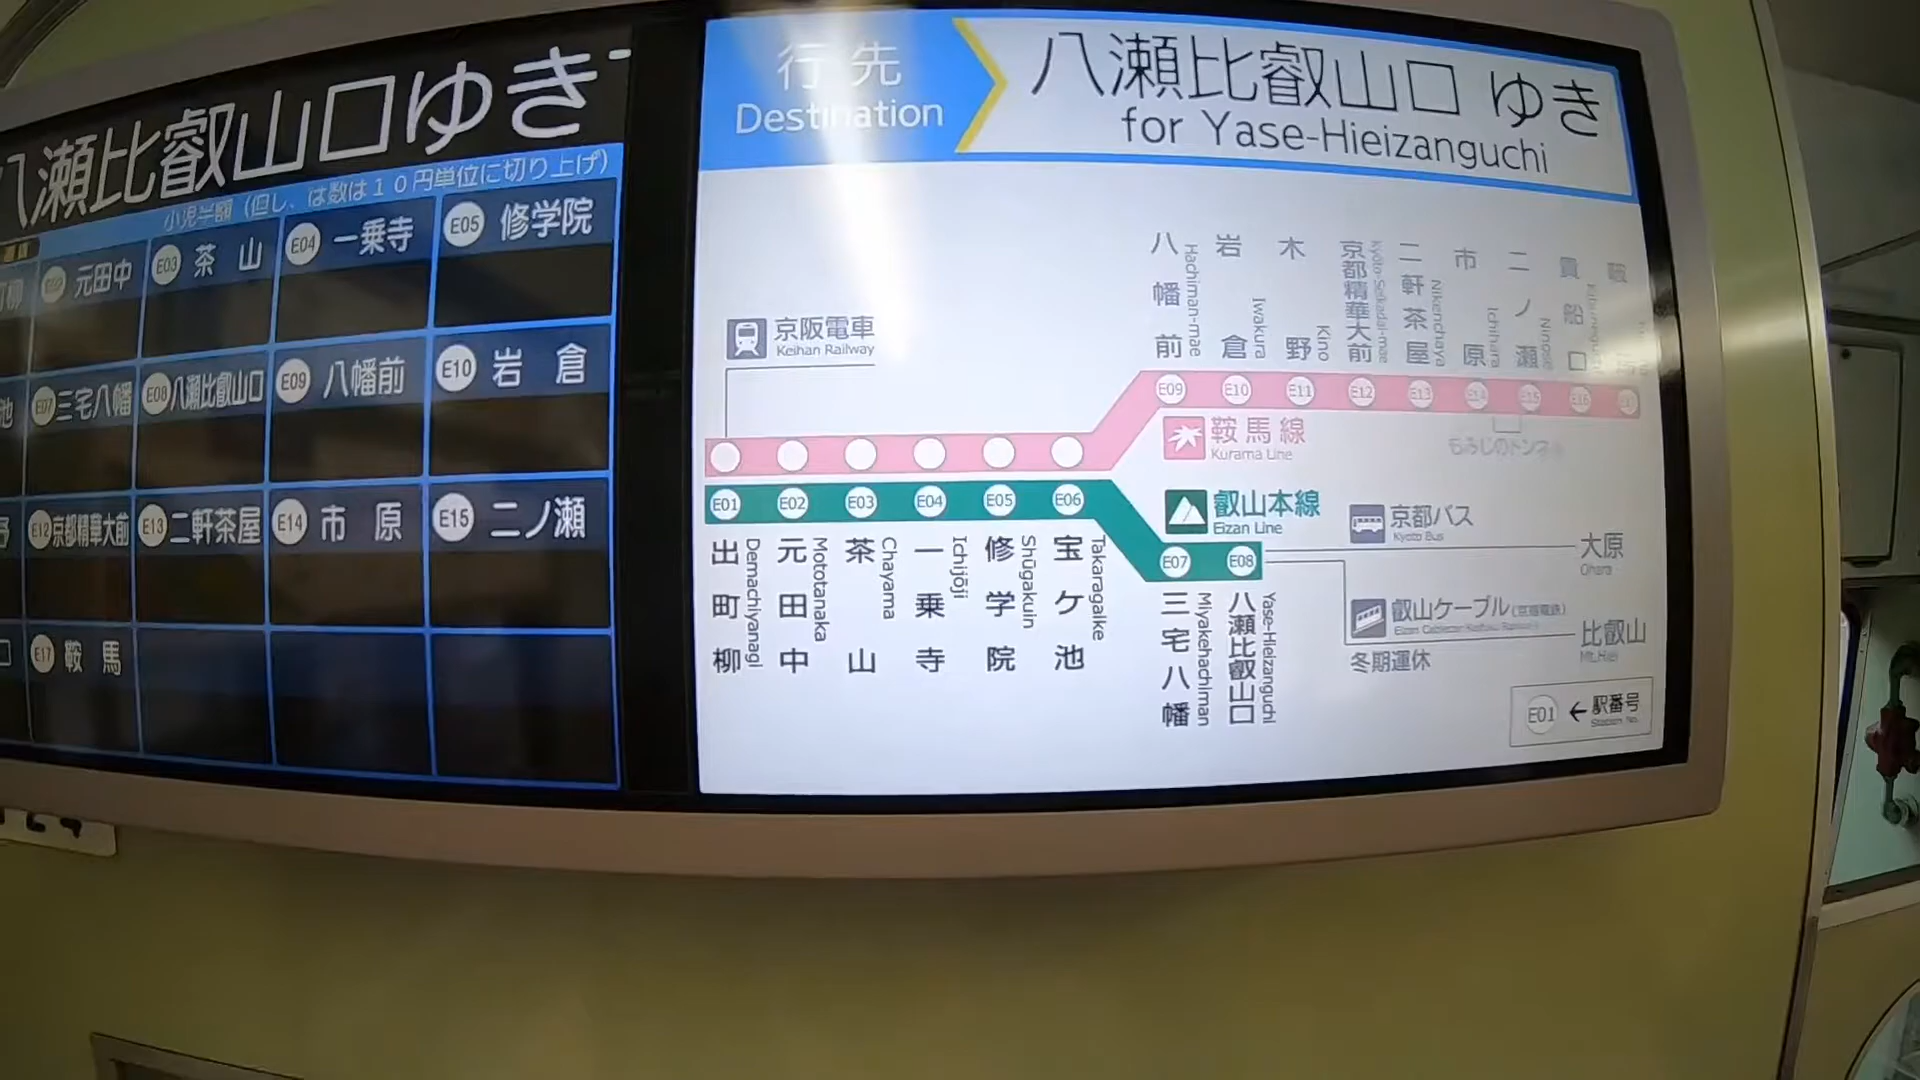 八瀬比叡山口ゆき
小児半額（但し、は数は１０円単位に切り上げ）
E02 元田中
E03 茶山
E04 一乗寺
E05 修学院
E07 三宅八幡
E08 八瀬比叡山口
E09 八幡前
E10 岩倉
E12 京都精華大前
E13 二軒茶屋
E14 市原
E15 二ノ瀬
E17 鞍馬
行先
Destination
八瀬比叡山口 ゆき
for Yase-Hieizanguchi
京阪電車
Keihan Railway
八幡前 Hachiman-mae
岩倉 Iwakura
木野 Kino
京都精華大前 Kyoto-Seikadai-mae
二軒茶屋 Nikenchaya
市原 Ichihara
二ノ瀬 Ninose
貴船口
E09 E10 E11 E12 E13 E14 E15 E16
鞍馬線
Kurama Line
もみじのトンネル
E01 E02 E03 E04 E05 E06
叡山本線
Eizan Line
E07 E08
出町柳 Demachiyanagi
元田中 Mototanaka
茶山 Chayama
一乗寺 Ichijōji
修学院 Shūgakuin
宝ケ池 Takaragaike
三宅八幡 Miyakehachiman
八瀬比叡山口 Yase-Hieizanguchi
京都バス
Kyoto Bus
大原
Ohara
叡山ケーブル（京福電鉄）
比叡山
Mt.Hiei
冬期運休
E01 ← 駅番号
Station No.